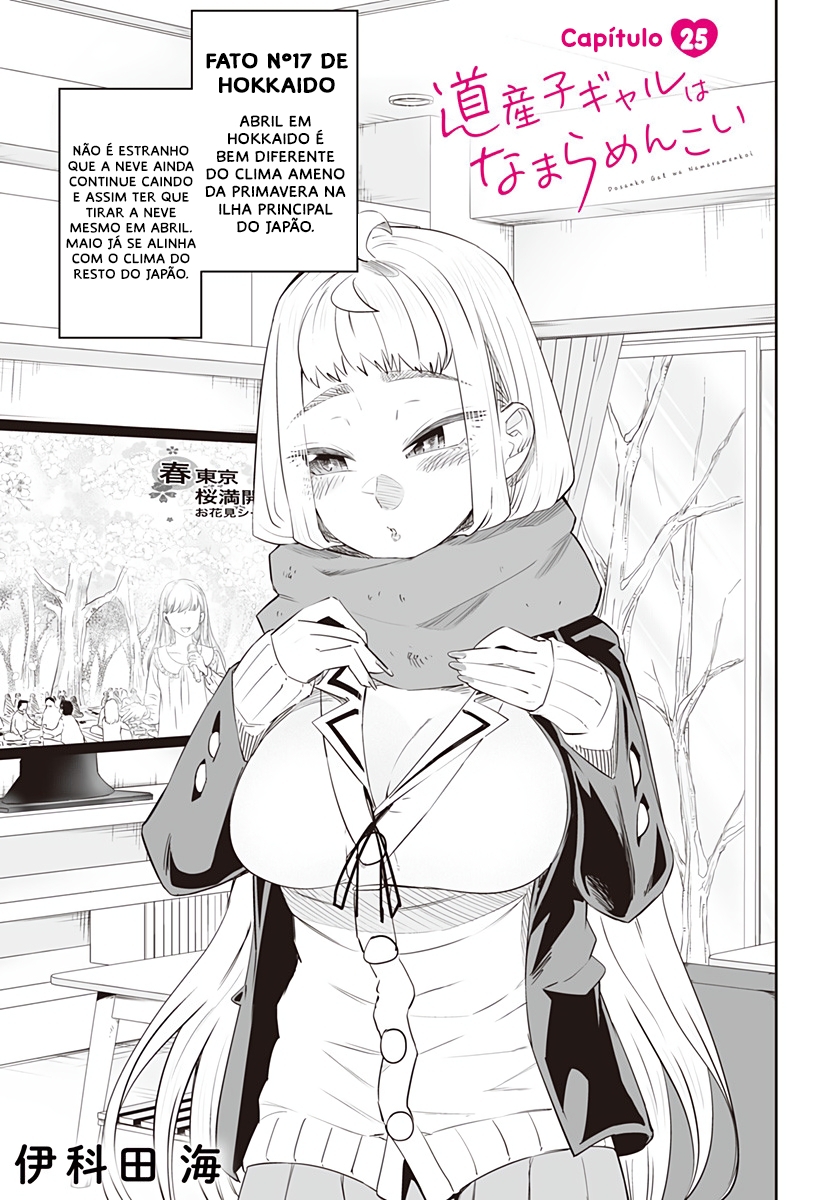 Capítulo 25
道産子ギャルは
なまらめんこい
Dosanko Gal wa Namaramenkoi
FATO Nº17 DE
HOKKAIDO
ABRIL EM
HOKKAIDO É
BEM DIFERENTE
DO CLIMA AMENO
DA PRIMAVERA NA
ILHA PRINCIPAL
DO JAPÃO.
NÃO É ESTRANHO
QUE A NEVE AINDA
CONTINUE CAINDO
E ASSIM TER QUE
TIRAR A NEVE
MESMO EM ABRIL.
MAIO JÁ SE ALINHA
COM O CLIMA DO
RESTO DO JAPÃO.
春 東京
桜満開
お花見シー
伊科田 海